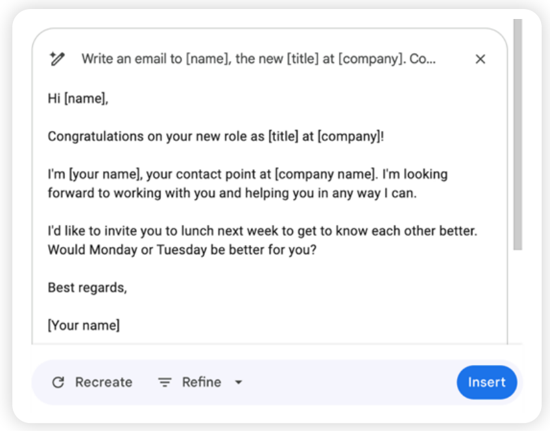 Write an email to [name], the new [title] at [company]. Co...
Hi [name],
Congratulations on your new role as [title] at [company]!
I'm [your name], your contact point at [company name]. I'm looking
forward to working with you and helping you in any way I can.
I'd like to invite you to lunch next week to get to know each other better.
Would Monday or Tuesday be better for you?
Best regards,
[Your name]
Recreate Refine Insert